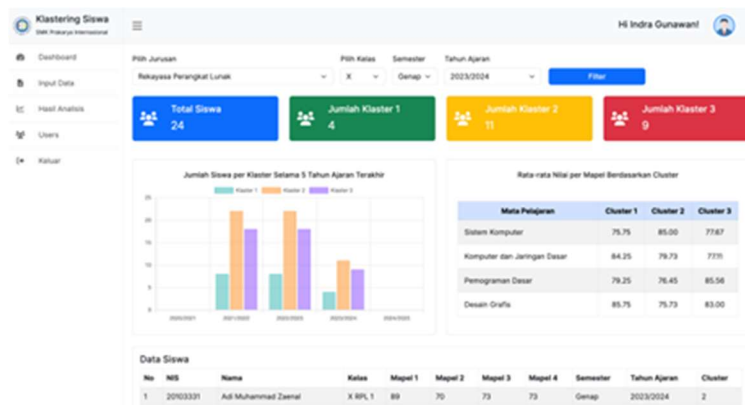 Klastering Siswa
SMK Prakarya Internasional
Hi Indra Gunawan!
Dashboard
Input Data
Hasil Analisis
Users
Keluar
Pilih Jurusan
Pilih Kelas
Semester
Tahun Ajaran
Rekayasa Perangkat Lunak
X
Genap
2023/2024
Filter
Total Siswa
24
Jumlah Klaster 1
4
Jumlah Klaster 2
11
Jumlah Klaster 3
9
Jumlah Siswa per Klaster Selama 5 Tahun Ajaran Terakhir
Klaster 1 Klaster 2 Klaster 3
25
20
15
10
5
0
2020/2021 2021/2022 2022/2023 2023/2024 2024/2025
Rata-rata Nilai per Mapel Berdasarkan Cluster
Mata Pelajaran Cluster 1 Cluster 2 Cluster 3
Sistem Komputer 75.75 85.00 77.67
Komputer dan Jaringan Dasar 84.25 79.73 77.11
Pemograman Dasar 79.25 76.45 85.56
Desain Grafis 85.75 75.73 83.00
Data Siswa
No NIS Nama Kelas Mapel 1 Mapel 2 Mapel 3 Mapel 4 Semester Tahun Ajaran Cluster
1 20103331 Adi Muhammad Zaenal X RPL 1 89 70 73 73 Genap 2023/2024 2